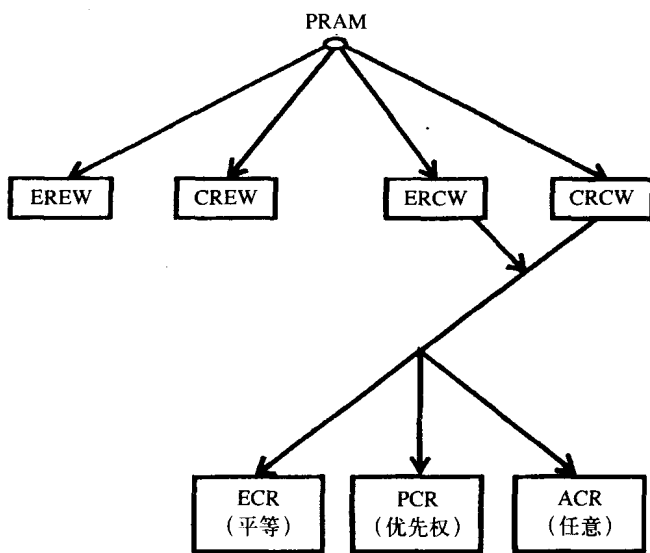 PRAM
EREW
CREW
ERCW
CRCW
ECR
(平等)
PCR
(优先权)
ACR
(任意)